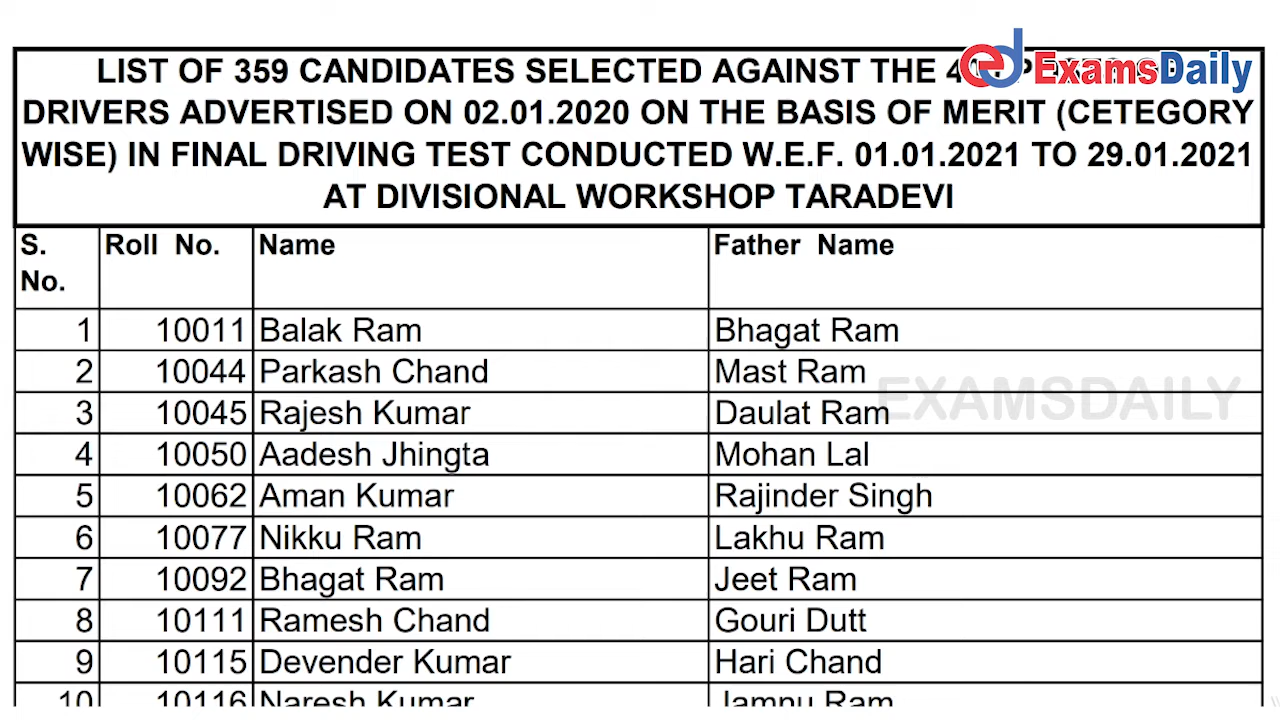 ExamsDaily
LIST OF 359 CANDIDATES SELECTED AGAINST THE
DRIVERS ADVERTISED ON 02.01.2020 ON THE BASIS OF MERIT (CETEGORY
WISE) IN FINAL DRIVING TEST CONDUCTED W.E.F. 01.01.2021 TO 29.01.2021
AT DIVISIONAL WORKSHOP TARADEVI
S. No. Roll No. Name Father Name
1 10011 Balak Ram Bhagat Ram
2 10044 Parkash Chand Mast Ram
3 10045 Rajesh Kumar Daulat Ram
EXAMSDAILY
4 10050 Aadesh Jhingta Mohan Lal
5 10062 Aman Kumar Rajinder Singh
6 10077 Nikku Ram Lakhu Ram
7 10092 Bhagat Ram Jeet Ram
8 10111 Ramesh Chand Gouri Dutt
9 10115 Devender Kumar Hari Chand
10 10116 Naresh Kumar Ram